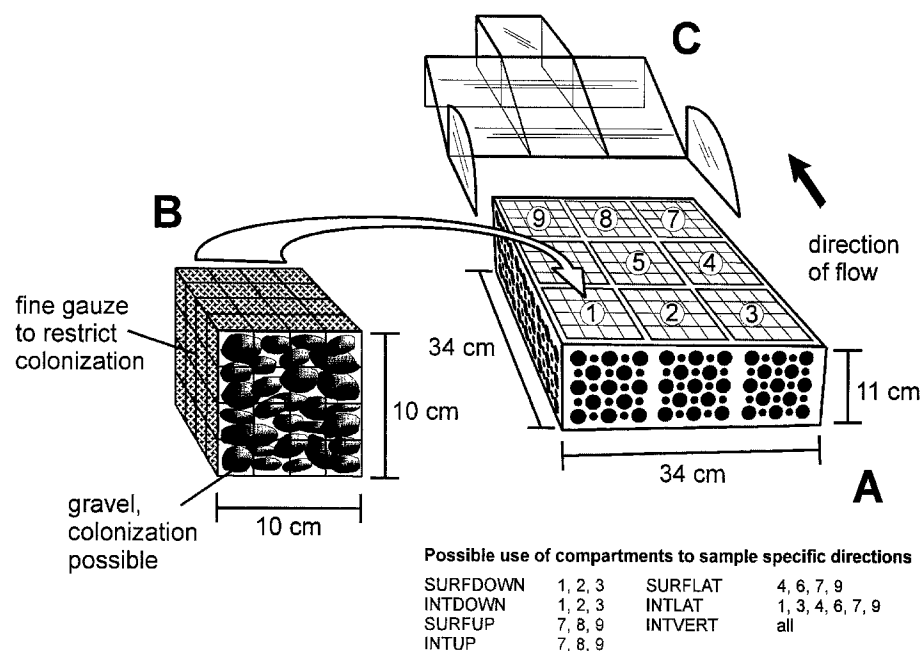 C
B
9 8 7
5 4
1 2 3
direction
of flow
fine gauze
to restrict
colonization
34 cm
10 cm
11 cm
34 cm
A
gravel,
colonization
possible
10 cm
Possible use of compartments to sample specific directions
SURFDOWN 1, 2, 3 SURFLAT 4, 6, 7, 9
INTDOWN 1, 2, 3 INTLAT 1, 3, 4, 6, 7, 9
SURFUP 7, 8, 9 INTVERT all
INTUP 7, 8, 9